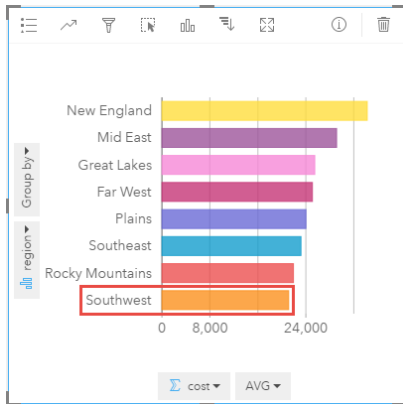 New England
Mid East
Great Lakes
Far West
Plains
Southeast
Rocky Mountains
Southwest
Group by
region
0 8,000 24,000
cost AVG